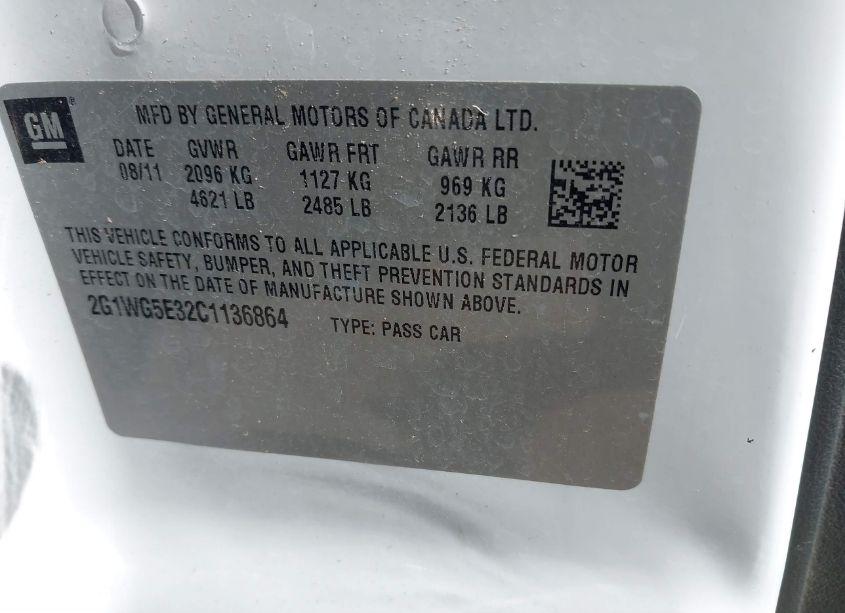 GM
MFD BY GENERAL MOTORS OF CANADA LTD.
DATE GVWR GAWR FRT GAWR RR
08/11 2096 KG 1127 KG 969 KG
4621 LB 2485 LB 2136 LB
THIS VEHICLE CONFORMS TO ALL APPLICABLE U.S. FEDERAL MOTOR
VEHICLE SAFETY, BUMPER, AND THEFT PREVENTION STANDARDS IN
EFFECT ON THE DATE OF MANUFACTURE SHOWN ABOVE.
2G1WG5E32C1136864 TYPE: PASS CAR